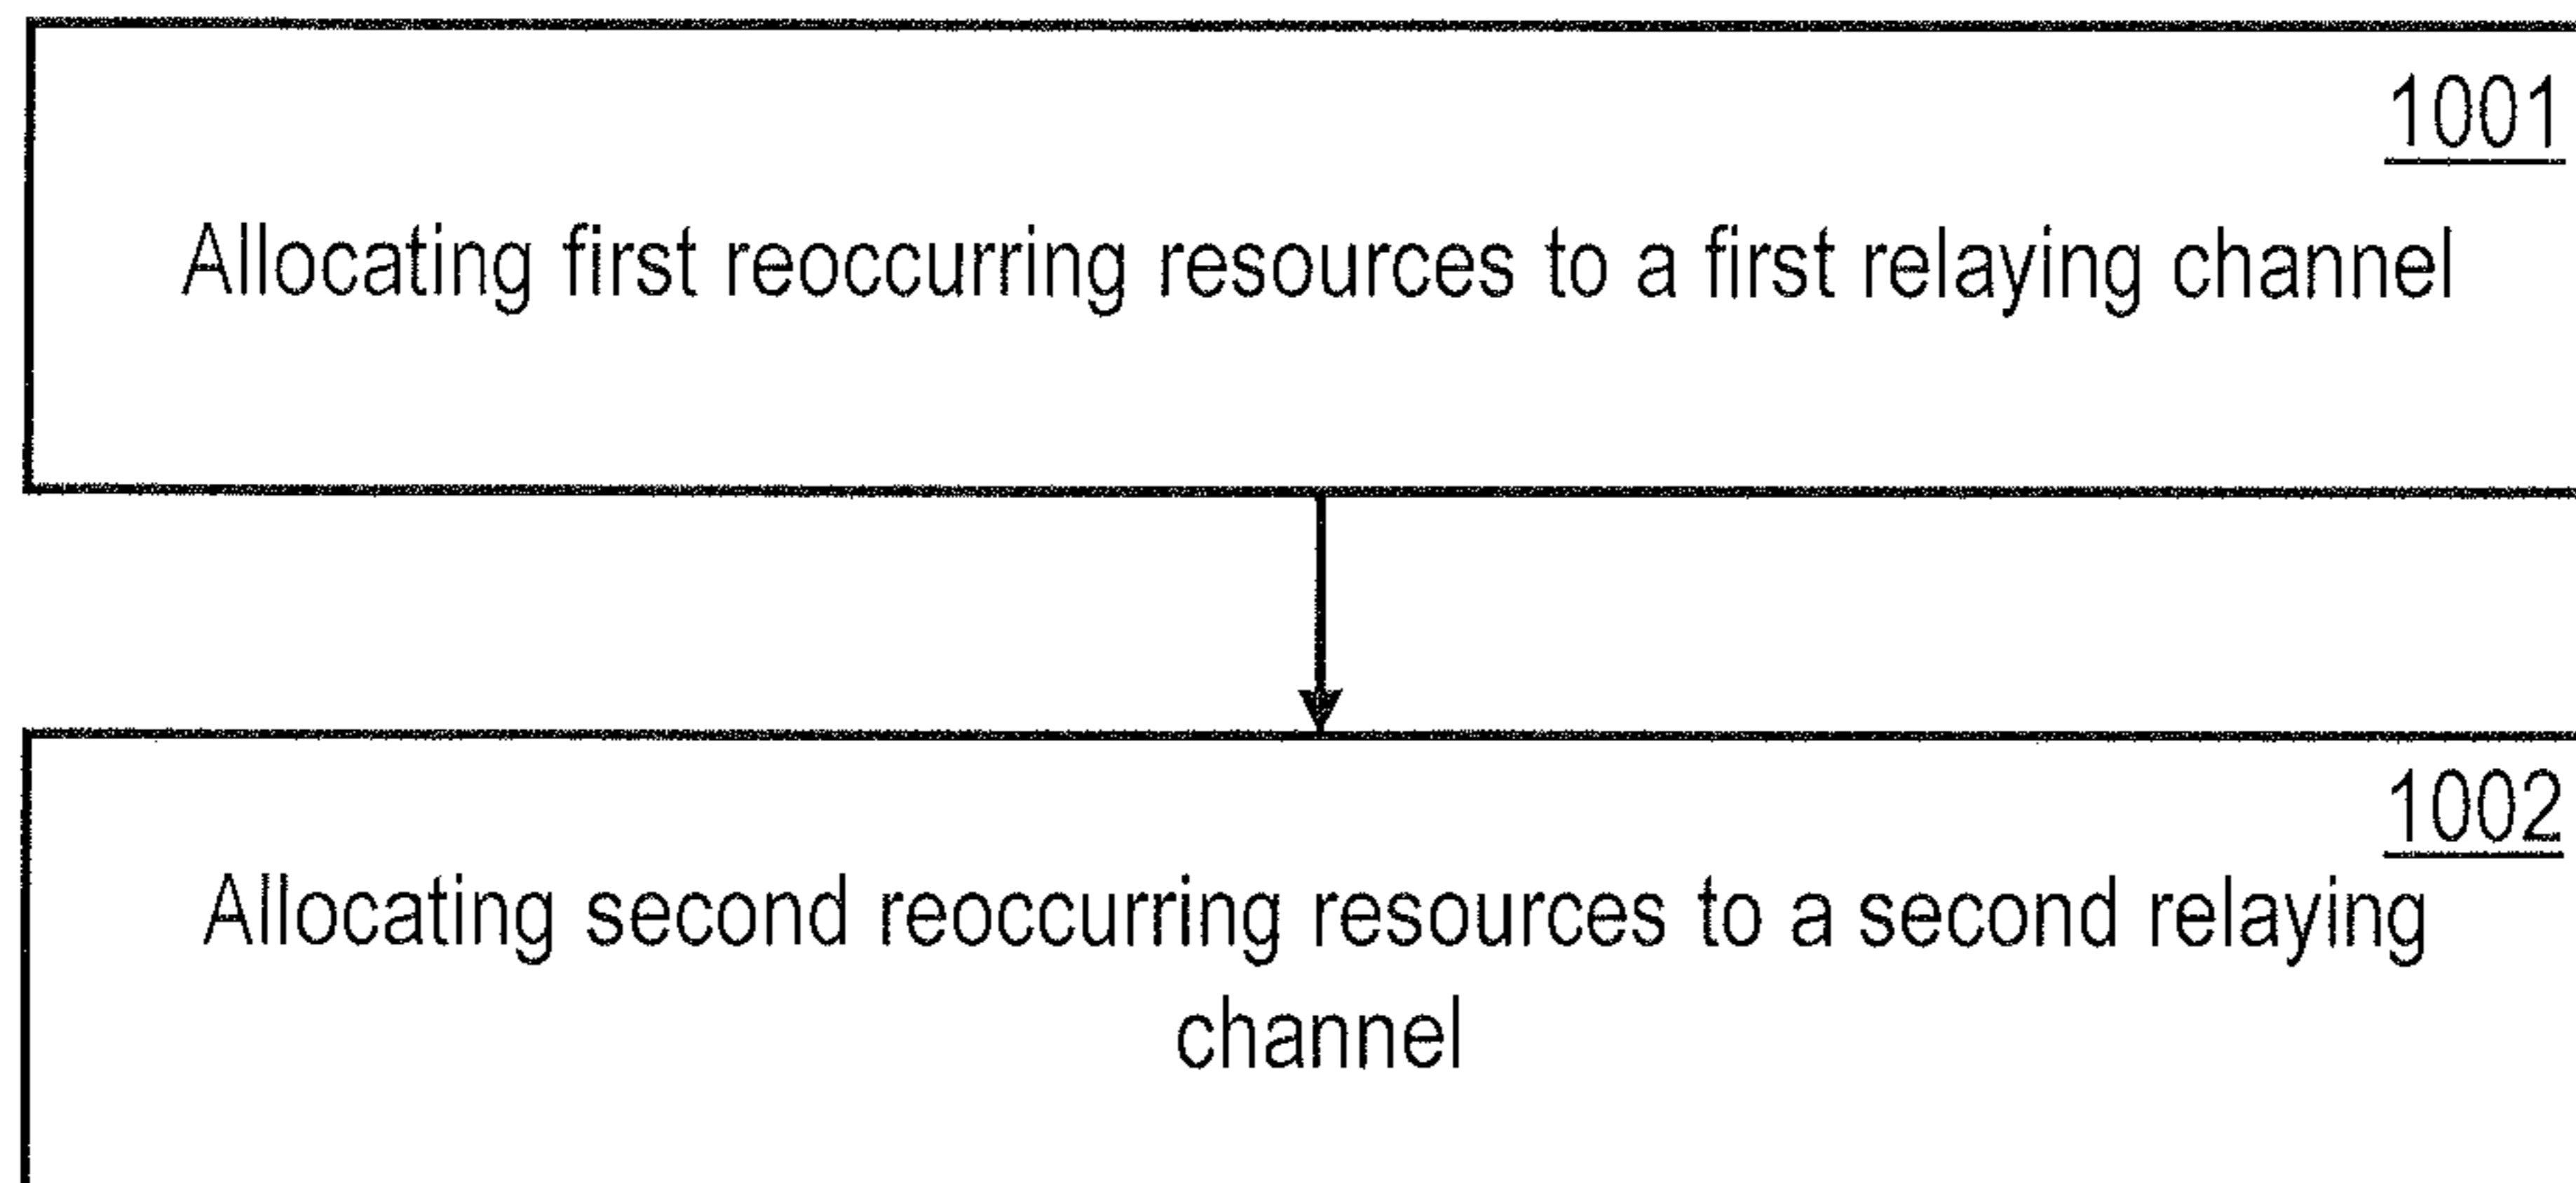 1001
Allocating first reoccurring resources to a first relaying channel
1002
Allocating second reoccurring resources to a second relaying
channel